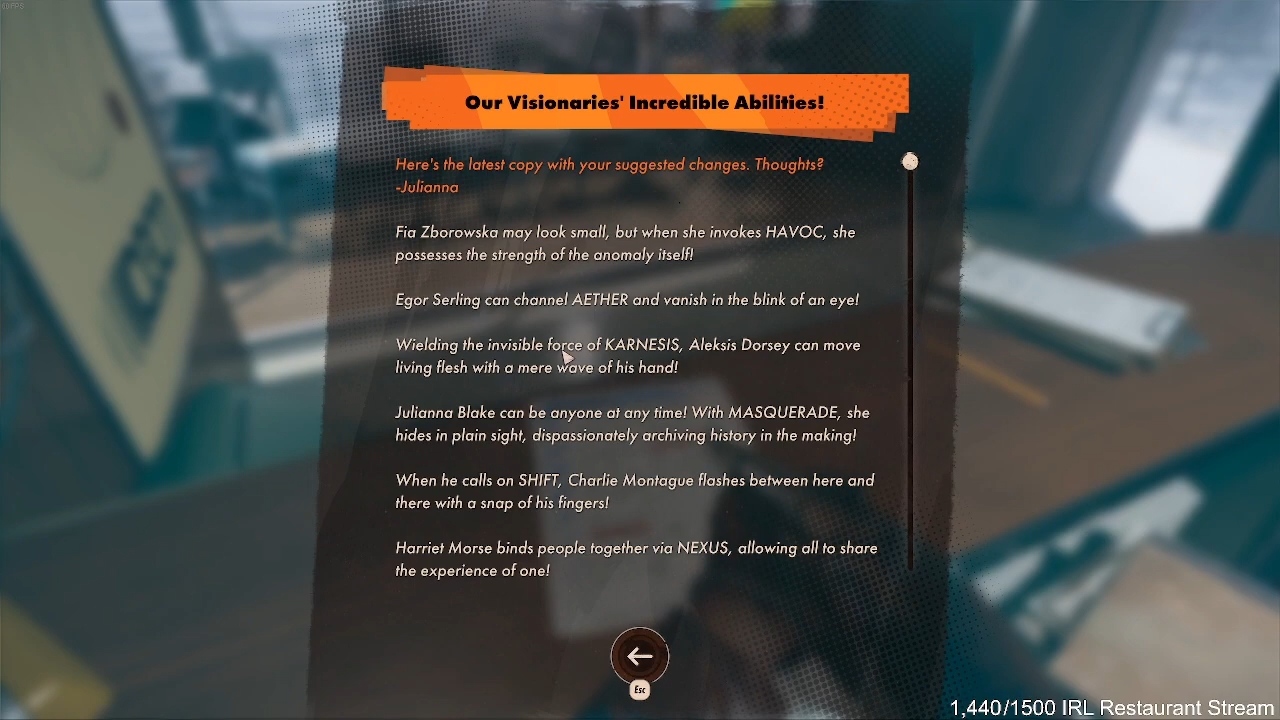 Our Visionaries' Incredible Abilities!
Here's the latest copy with your suggested changes. Thoughts?
-Julianna
Fia Zborowska may look small, but when she invokes HAVOC, she
possesses the strength of the anomaly itself!
Egor Serling can channel AETHER and vanish in the blink of an eye!
Wielding the invisible force of KARNESIS, Aleksis Dorsey can move
living flesh with a mere wave of his hand!
Julianna Blake can be anyone at any time! With MASQUERADE, she
hides in plain sight, dispassionately archiving history in the making!
When he calls on SHIFT, Charlie Montague flashes between here and
there with a snap of his fingers!
Harriet Morse binds people together via NEXUS, allowing all to share
the experience of one!
Esc
1,440/1500 IRL Restaurant Stream